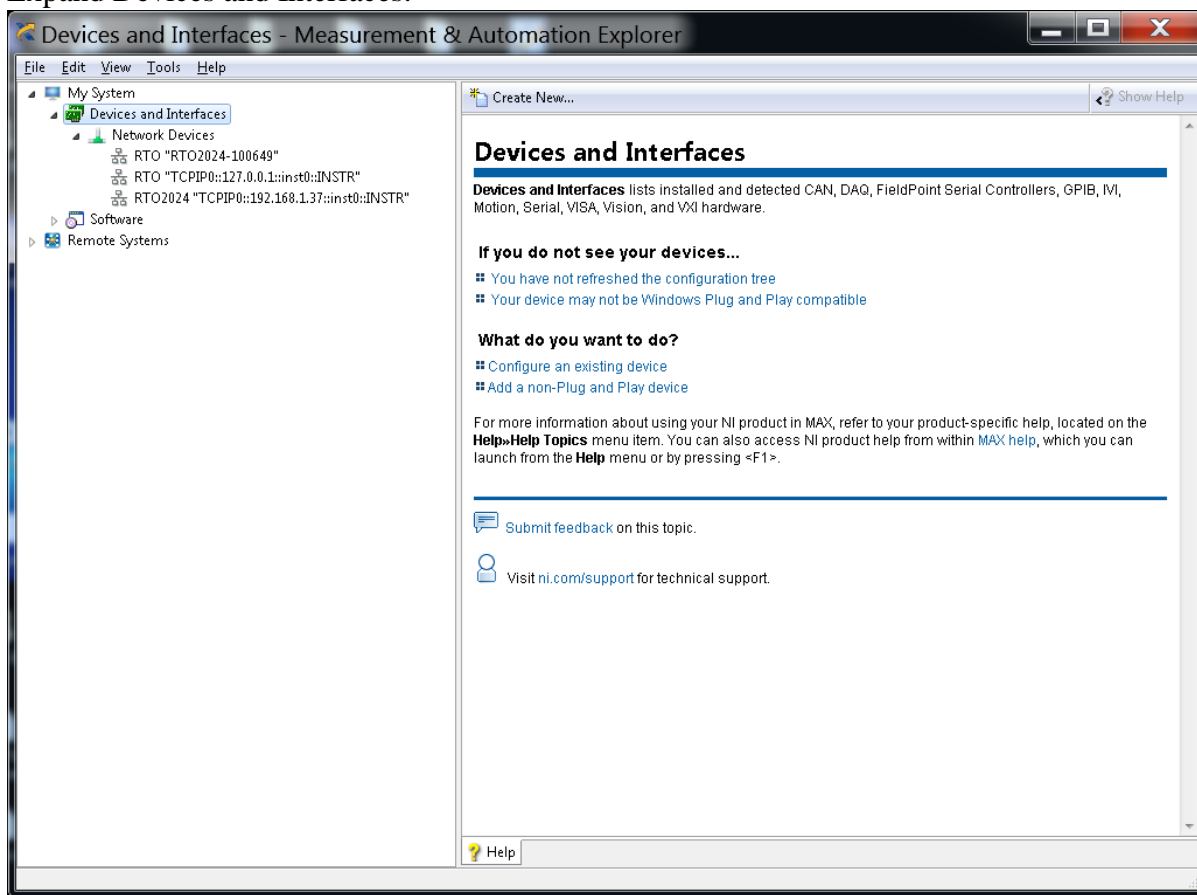 Expand Devices and Interfaces.
Devices and Interfaces - Measurement & Automation Explorer
File Edit View Tools Help
My System
Devices and Interfaces
Network Devices
RTO "RTO2024-100649"
RTO "TCPIP0::127.0.0.1::inst0::INSTR"
RTO2024 "TCPIP0::192.168.1.37::inst0::INSTR"
Software
Remote Systems
Create New...
Show Help
Devices and Interfaces
Devices and Interfaces lists installed and detected CAN, DAQ, FieldPoint Serial Controllers, GPIB, IVI,
Motion, Serial, VISA, Vision, and VXI hardware.
If you do not see your devices...
You have not refreshed the configuration tree
Your device may not be Windows Plug and Play compatible
What do you want to do?
Configure an existing device
Add a non-Plug and Play device
For more information about using your NI product in MAX, refer to your product-specific help, located on the
Help»Help Topics menu item. You can also access NI product help from within MAX help, which you can
launch from the Help menu or by pressing <F1>.
Submit feedback on this topic.
Visit ni.com/support for technical support.
Help